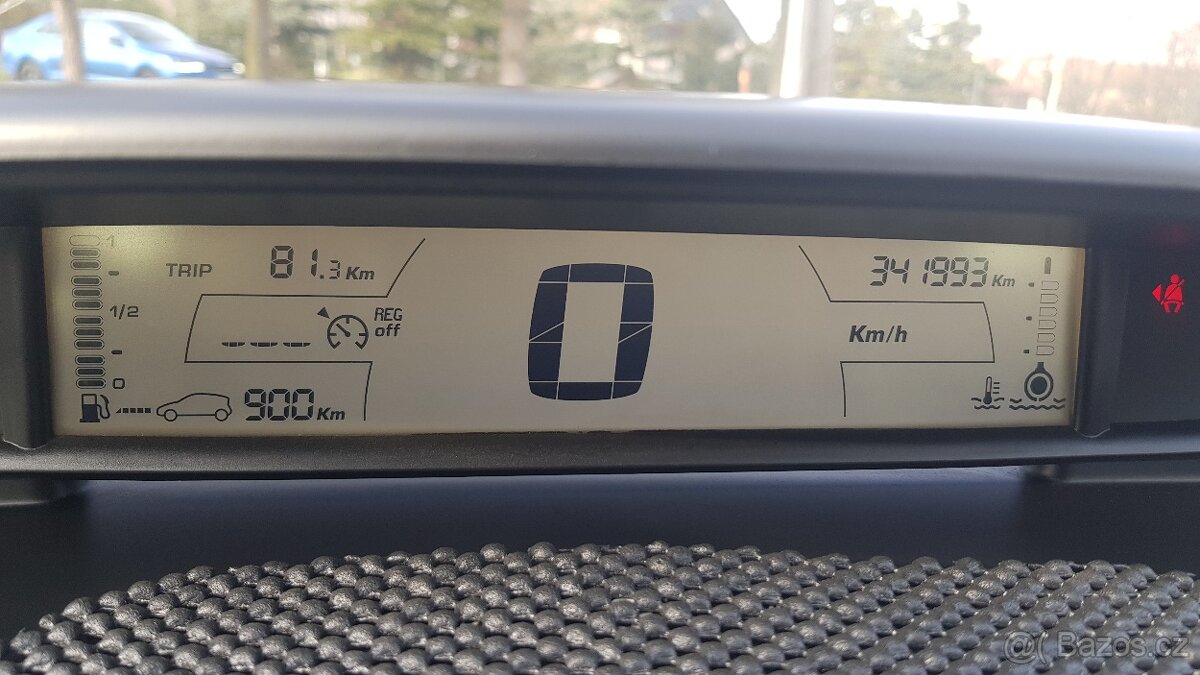 1
TRIP 81.3 Km
341993 Km
1/2
REG
off
---
0
Km/h
0
900 Km
@( Bazos.cz